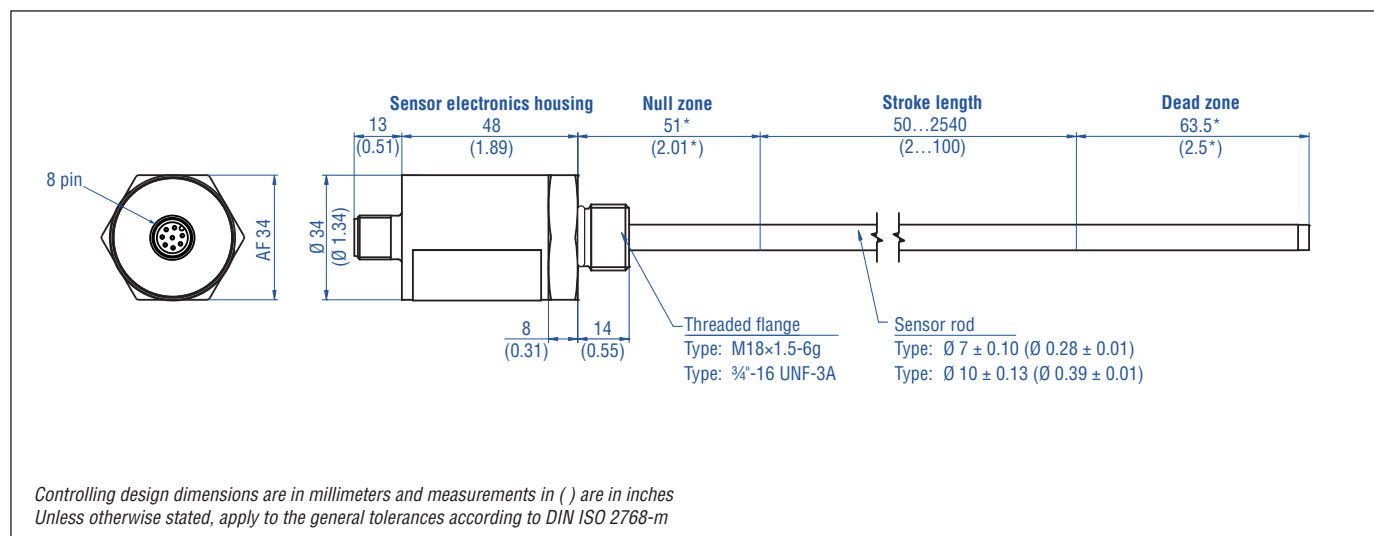 Sensor electronics housing
Null zone
Stroke length
Dead zone
13
(0.51)
48
(1.89)
51*
(2.01*)
50...2540
(2...100)
63.5*
(2.5*)
8 pin
AF 34
Ø 34
(Ø 1.34)
8
(0.31)
14
(0.55)
Threaded flange
Type: M18×1.5-6g
Type: ¾"-16 UNF-3A
Sensor rod
Type: Ø 7 ± 0.10 (Ø 0.28 ± 0.01)
Type: Ø 10 ± 0.13 (Ø 0.39 ± 0.01)
Controlling design dimensions are in millimeters and measurements in ( ) are in inches
Unless otherwise stated, apply to the general tolerances according to DIN ISO 2768-m